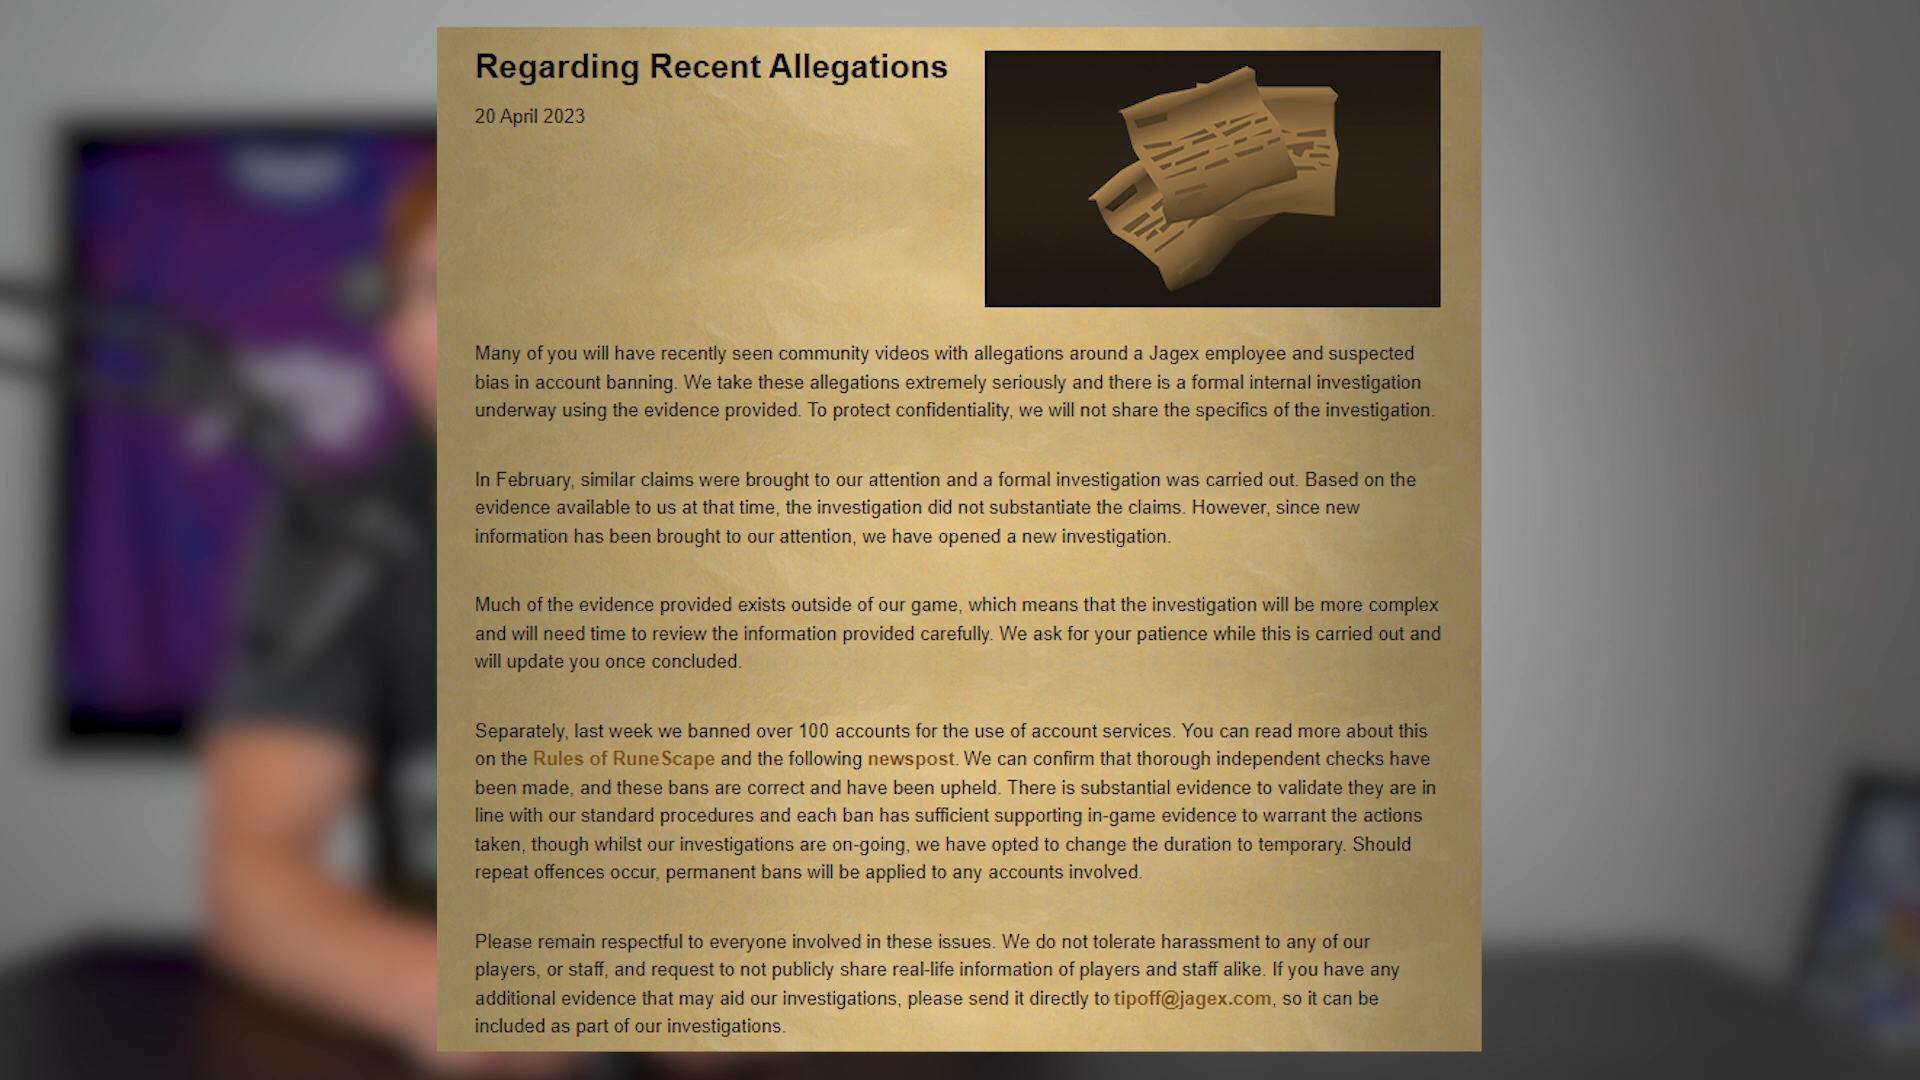 Regarding Recent Allegations
20 April 2023
Many of you will have recently seen community videos with allegations around a Jagex employee and suspected
bias in account banning. We take these allegations extremely seriously and there is a formal internal investigation
underway using the evidence provided. To protect confidentiality, we will not share the specifics of the investigation.
In February, similar claims were brought to our attention and a formal investigation was carried out. Based on the
evidence available to us at that time, the investigation did not substantiate the claims. However, since new
information has been brought to our attention, we have opened a new investigation.
Much of the evidence provided exists outside of our game, which means that the investigation will be more complex
and will need time to review the information provided carefully. We ask for your patience while this is carried out and
will update you once concluded.
Separately, last week we banned over 100 accounts for the use of account services. You can read more about this
on the Rules of RuneScape and the following newspost. We can confirm that thorough independent checks have
been made, and these bans are correct and have been upheld. There is substantial evidence to validate they are in
line with our standard procedures and each ban has sufficient supporting in-game evidence to warrant the actions
taken, though whilst our investigations are on-going, we have opted to change the duration to temporary. Should
repeat offences occur, permanent bans will be applied to any accounts involved.
Please remain respectful to everyone involved in these issues. We do not tolerate harassment to any of our
players, or staff, and request to not publicly share real-life information of players and staff alike. If you have any
additional evidence that may aid our investigations, please send it directly to tipoff@jagex.com, so it can be
included as part of our investigations.